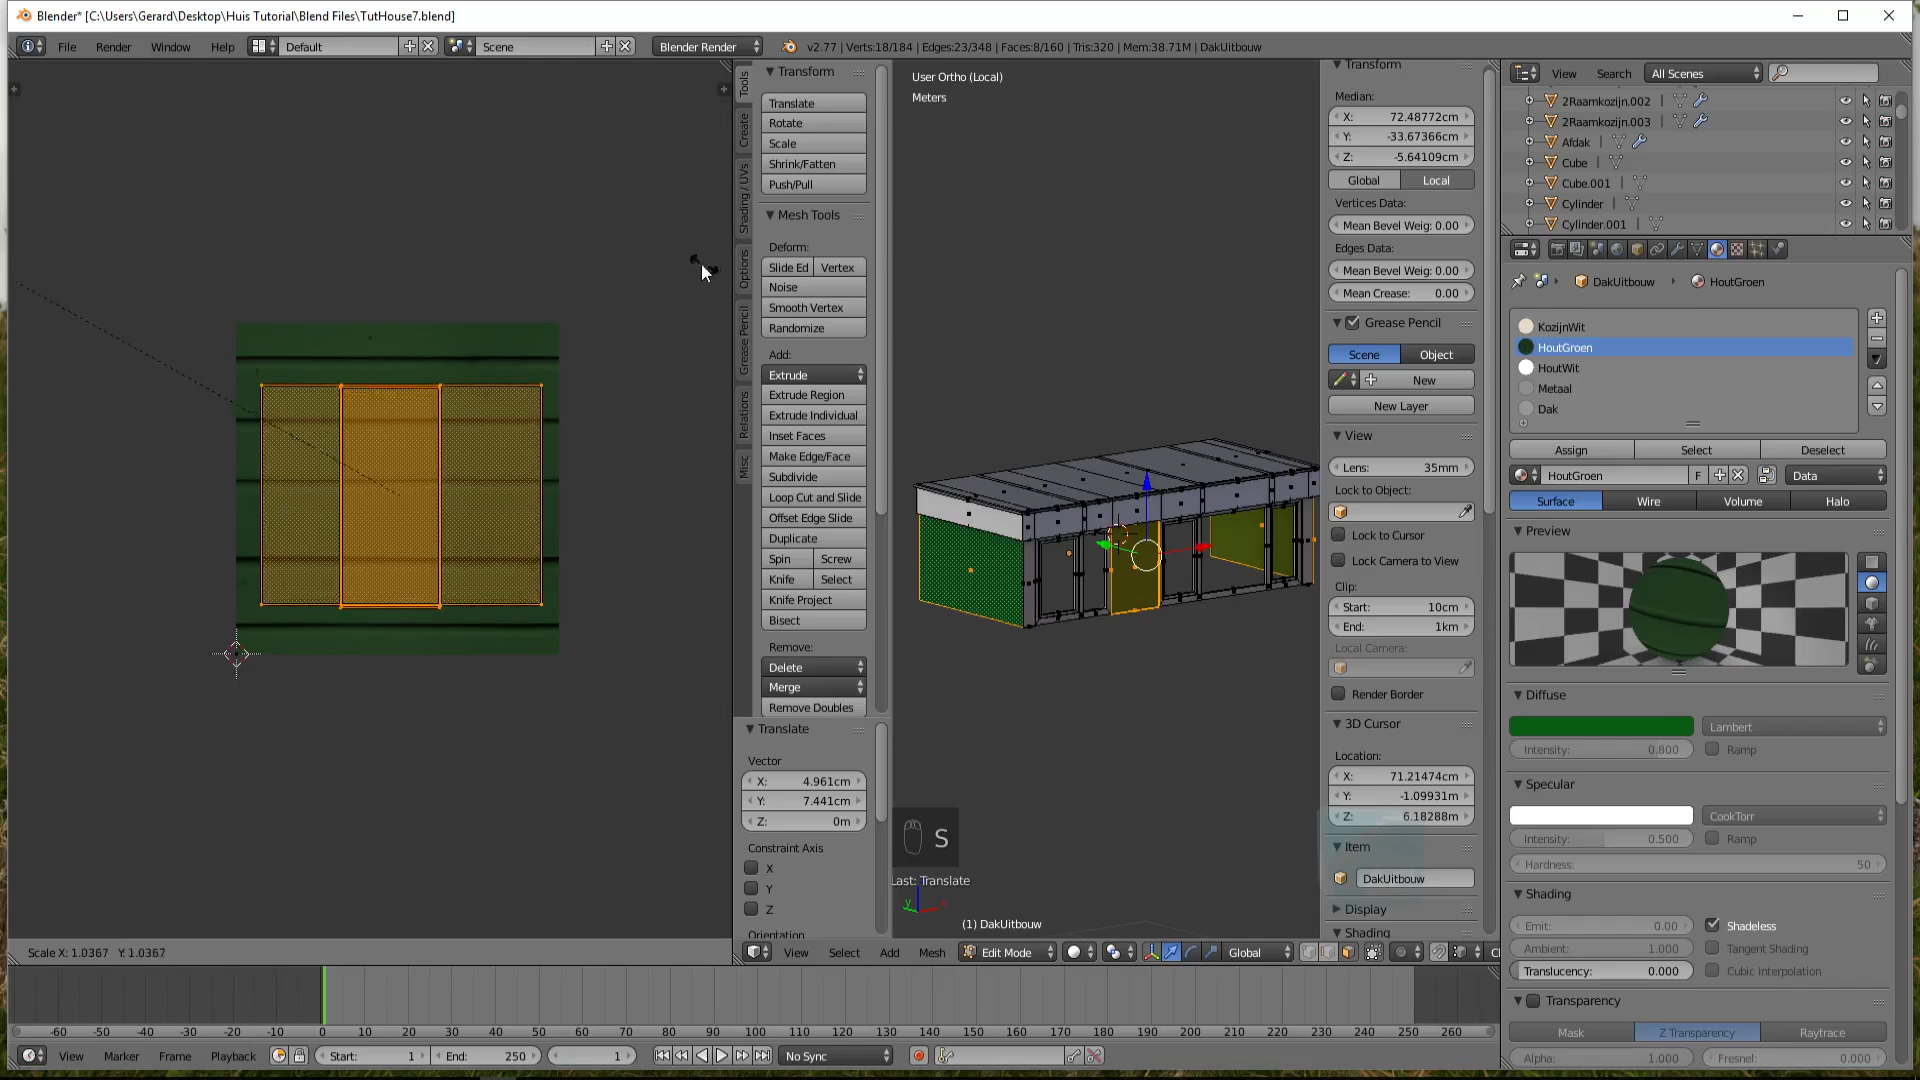 Blender* [C:\Users\Gerard\Desktop\Huis Tutorial\Blend Files\TutHouse7.blend]
File Render Window Help Default Scene Blender Render v2.77 | Verts:18/184 | Edges:23/348 | Faces:8/160 | Tris:320 | Mem:38.71M | DakUitbouw
Tools
Create
Shading / UVs
Options
Grease Pencil
Relations
Misc
Transform
Translate
Rotate
Scale
Shrink/Fatten
Push/Pull
Mesh Tools
Deform:
Slide Ed Vertex
Noise
Smooth Vertex
Randomize
Add:
Extrude
Extrude Region
Extrude Individual
Inset Faces
Make Edge/Face
Subdivide
Loop Cut and Slide
Offset Edge Slide
Duplicate
Spin Screw
Knife Select
Knife Project
Bisect
Remove:
Delete
Merge
Remove Doubles
Translate
Vector
X: 4.961cm
Y: 7.441cm
Z: 0m
Constraint Axis
X
Y
Z
Orientation
User Ortho (Local)
Meters
S
Last: Translate
(1) DakUitbouw
Transform
Median:
X: 72.48772cm
Y: -33.67366cm
Z: -5.64109cm
Global Local
Vertices Data:
Mean Bevel Weig: 0.00
Edges Data:
Mean Bevel Weig: 0.00
Mean Crease: 0.00
Grease Pencil
Scene Object
New
New Layer
View
Lens: 35mm
Lock to Object:
Lock to Cursor
Lock Camera to View
Clip:
Start: 10cm
End: 1km
Local Camera:
Render Border
3D Cursor
Location:
X: 71.21474cm
Y: -1.09931cm
Z: 6.18288cm
Item
DakUitbouw
Display
Shading
View Search All Scenes
2Raamkozijn.002
2Raamkozijn.003
Afdak
Cube
Cube.001
Cylinder
Cylinder.001
DakUitbouw HoutGroen
KozijnWit
HoutGroen
HoutWit
Metaal
Dak
Assign Select Deselect
HoutGroen F Data
Surface Wire Volume Halo
Preview
Diffuse
Lambert
Intensity: 0.800 Ramp
Specular
CookTorr
Intensity: 0.500 Ramp
Hardness: 50
Shading
Emit: 0.00 Shadeless
Ambient: 1.000 Tangent Shading
Translucency: 0.000 Cubic Interpolation
Transparency
Mask Z Transparency Raytrace
Alpha: 1.000 Fresnel: 0.000
Scale X: 1.0367 Y: 1.0367
View Select Add Mesh Edit Mode Global
-60 -50 -40 -30 -20 -10 0 10 20 30 40 50 60 70 80 90 100 110 120 130 140 150 160 170 180 190 200 210 220 230 240 250 260
View Marker Frame Playback Start: 1 End: 250 1 No Sync